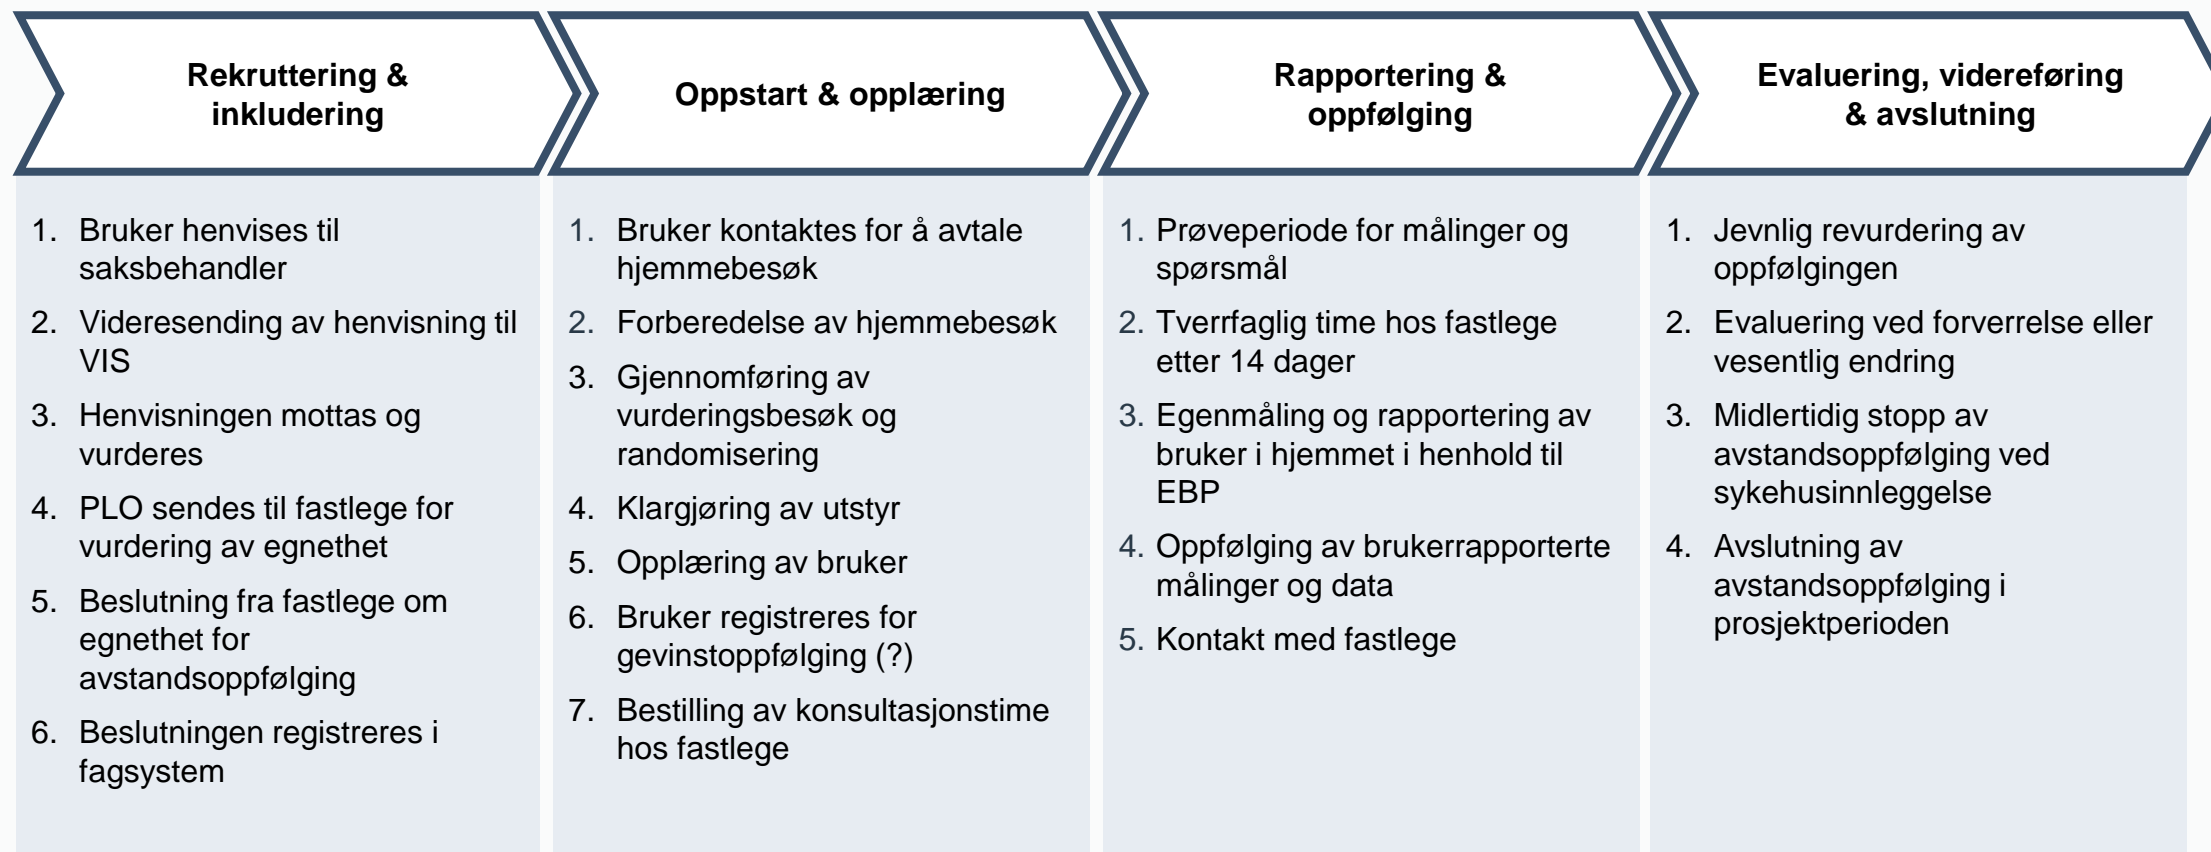 Rekruttering &
inkludering
1. Bruker henvises til
saksbehandler
2. Videresending av henvisning til
VIS
3. Henvisningen mottas og
vurderes
4. PLO sendes til fastlege for
vurdering av egnethet
5. Beslutning fra fastlege om
egnethet for
avstandsoppfølging
6. Beslutningen registreres i
fagsystem
Oppstart & opplæring
1. Bruker kontaktes for å avtale
hjemmebesøk
2. Forberedelse av hjemmebesøk
3. Gjennomføring av
vurderingsbesøk og
randomisering
4. Klargjøring av utstyr
5. Opplæring av bruker
6. Bruker registreres for
gevinstoppfølging (?)
7. Bestilling av konsultasjonstime
hos fastlege
Rapportering &
oppfølging
1. Prøveperiode for målinger og
spørsmål
2. Tverrfaglig time hos fastlege
etter 14 dager
3. Egenmåling og rapportering av
bruker i hjemmet i henhold til
EBP
4. Oppfølging av brukerrapporterte
målinger og data
5. Kontakt med fastlege
Evaluering, videreføring
& avslutning
1. Jevnlig revurdering av
oppfølgingen
2. Evaluering ved forverrelse eller
vesentlig endring
3. Midlertidig stopp av
avstandsoppfølging ved
sykehusinnleggelse
4. Avslutning av
avstandsoppfølging i
prosjektperioden